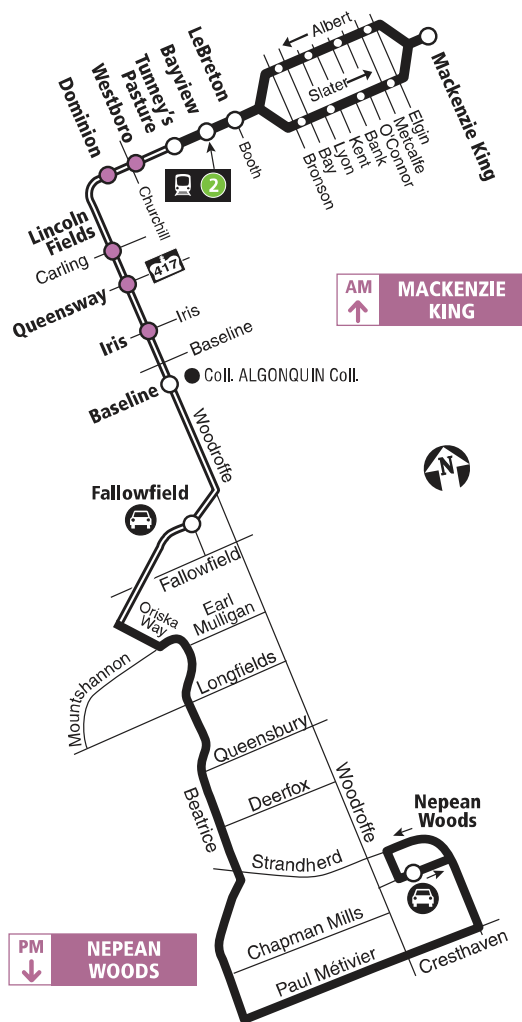 Albert
Slater
Mackenzie King
LeBreton
Bayview
Tunney's
Pasture
Westboro
Dominion
Booth
Bronson
Bay
Lyon
Kent
Bank
O'Connor
Metcalfe
Elgin
2
Churchill
Lincoln
Fields
Carling
417
Queensway
AM
MACKENZIE
KING
Iris
Iris
Baseline
Baseline
Coll. ALGONQUIN Coll.
Woodroffe
N
Fallowfield
Fallowfield
Oriska
Way
Earl
Mulligan
Mountshannon
Longfields
Queensbury
Deerfox
Woodroffe
Beatrice
Nepean
Woods
Strandherd
Chapman Mills
Paul Métivier
Cresthaven
PM
NEPEAN
WOODS